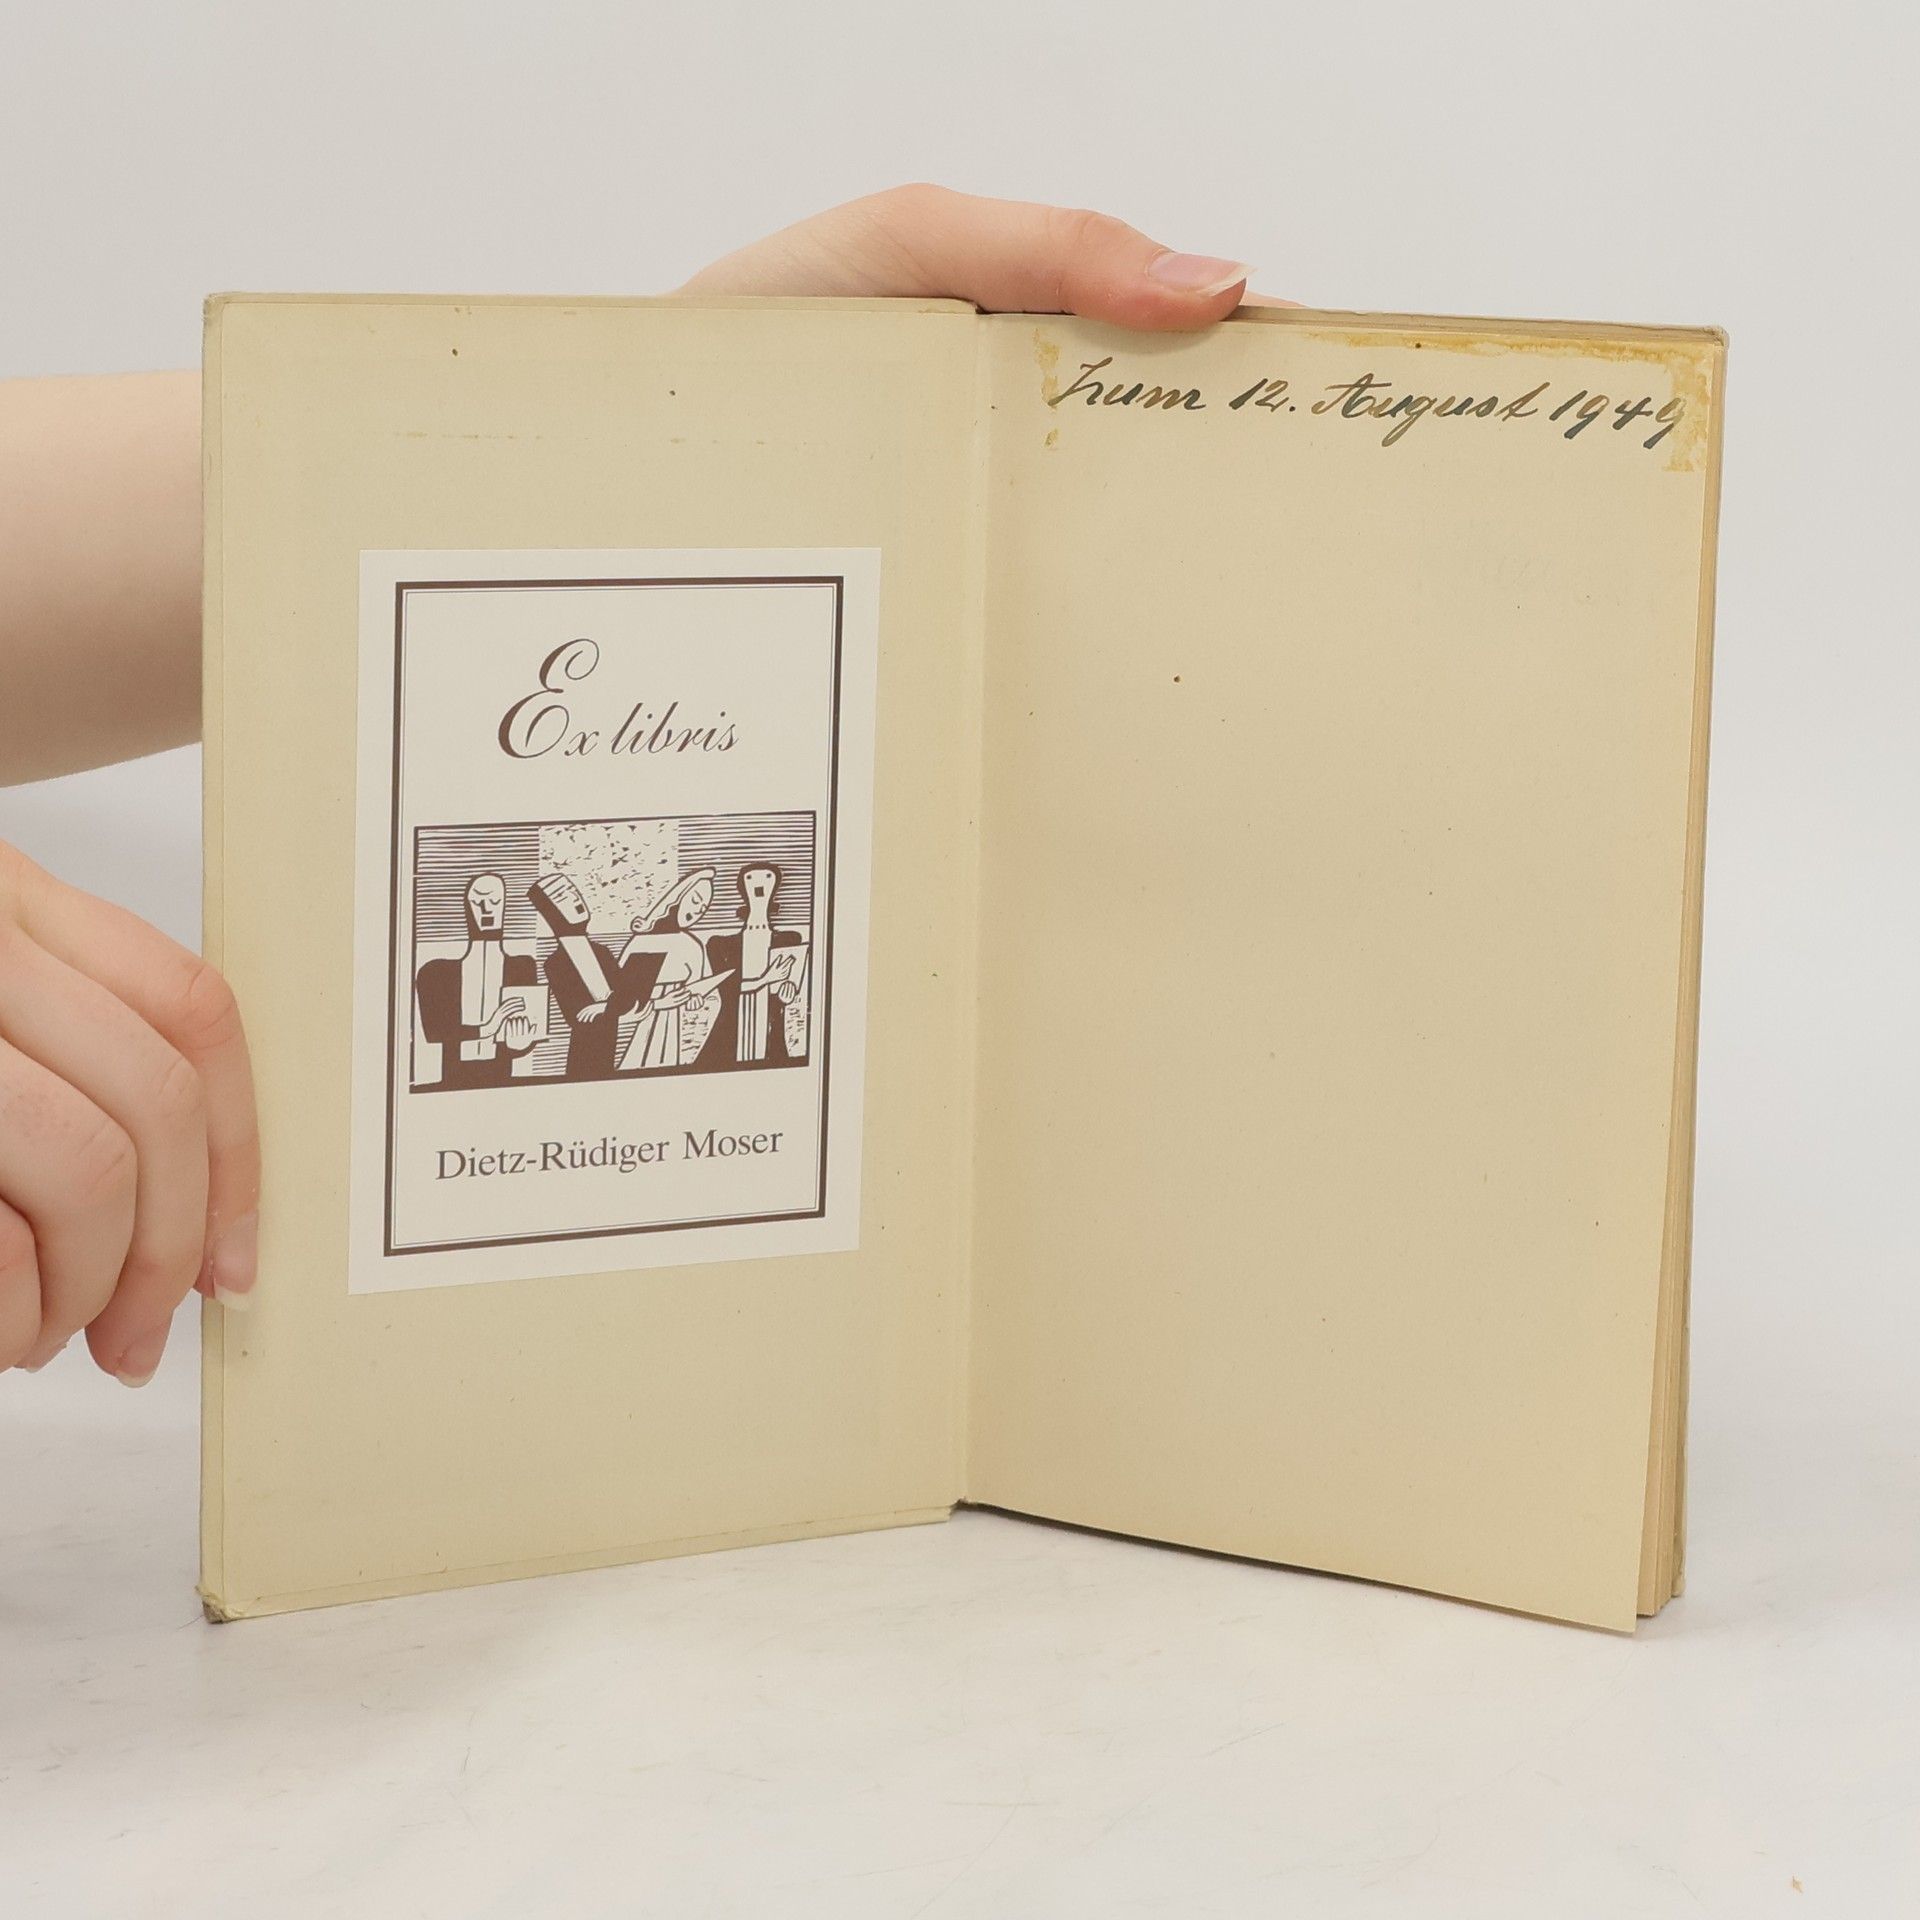 Ex libris
Dietz-Rüdiger Moser
Zum 12. August 1949